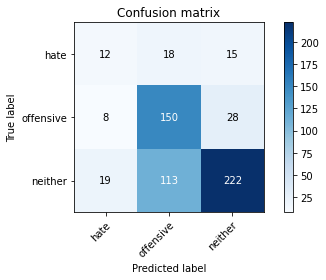 Confusion matrix
True label
hate
offensive
neither
12 18 15
8 150 28
19 113 222
hate
offensive
neither
Predicted label
200
175
150
125
100
75
50
25